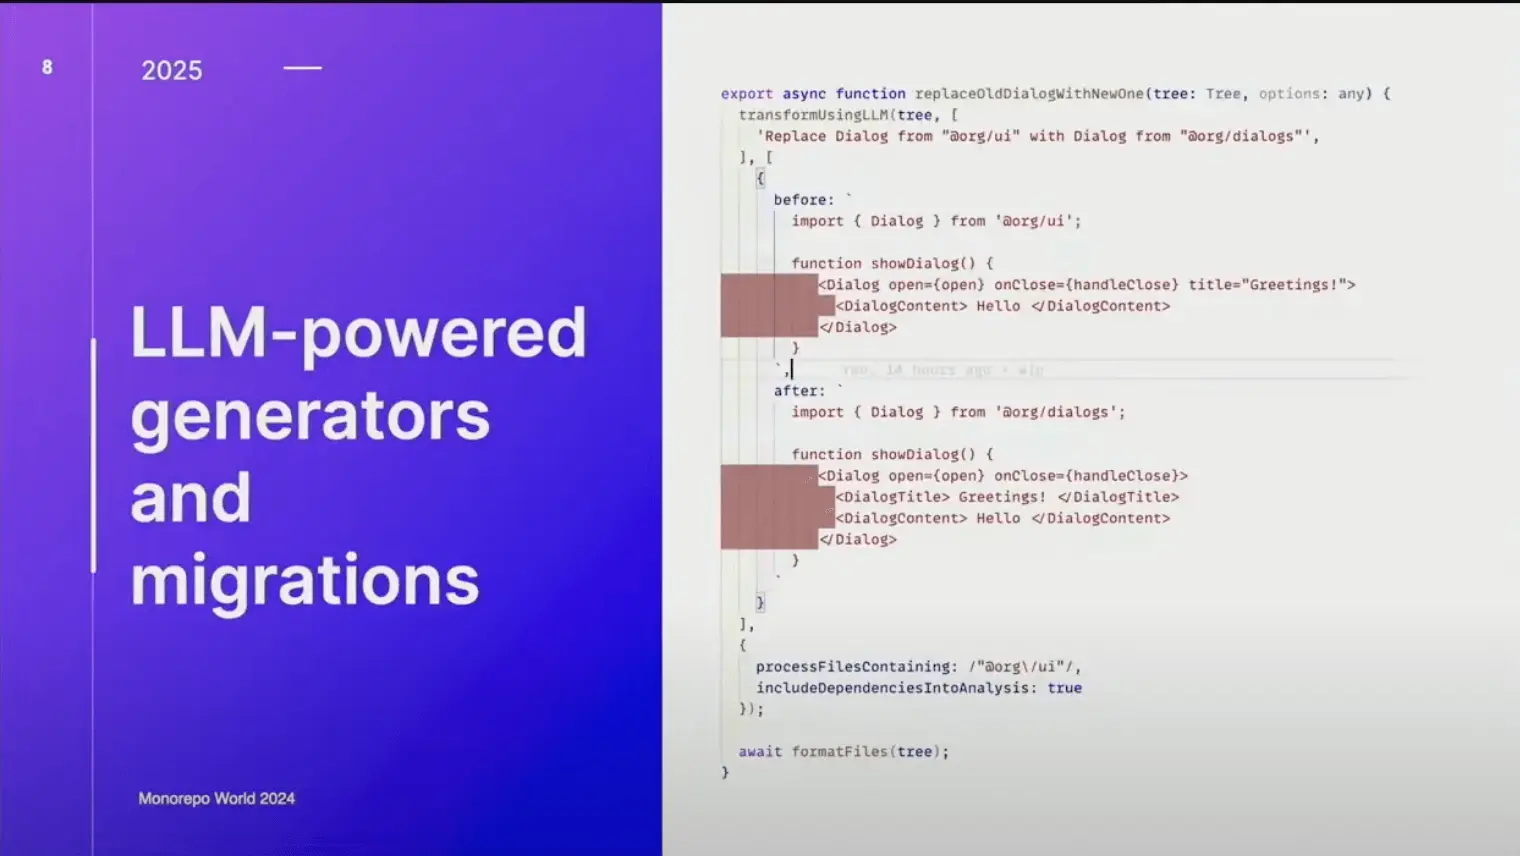 8
2025
LLM-powered
generators
and
migrations
Monorepo World 2024
export async function replaceOldDialogWithNewOne(tree: Tree, options: any) {
transformUsingLLM(tree, [
'Replace Dialog from "@org/ui" with Dialog from "@org/dialogs"',
], [
{
before: `
import { Dialog } from '@org/ui';
function showDialog() {
<Dialog open={open} onClose={handleClose} title="Greetings!">
<DialogContent> Hello </DialogContent>
</Dialog>
}
`,
14 hours ago •
after: `
import { Dialog } from '@org/dialogs';
function showDialog() {
<Dialog open={open} onClose={handleClose}>
<DialogTitle> Greetings! </DialogTitle>
<DialogContent> Hello </DialogContent>
</Dialog>
}
`
}
],
{
processFilesContaining: /"@org\/ui"/,
includeDependenciesIntoAnalysis: true
});
await formatFiles(tree);
}